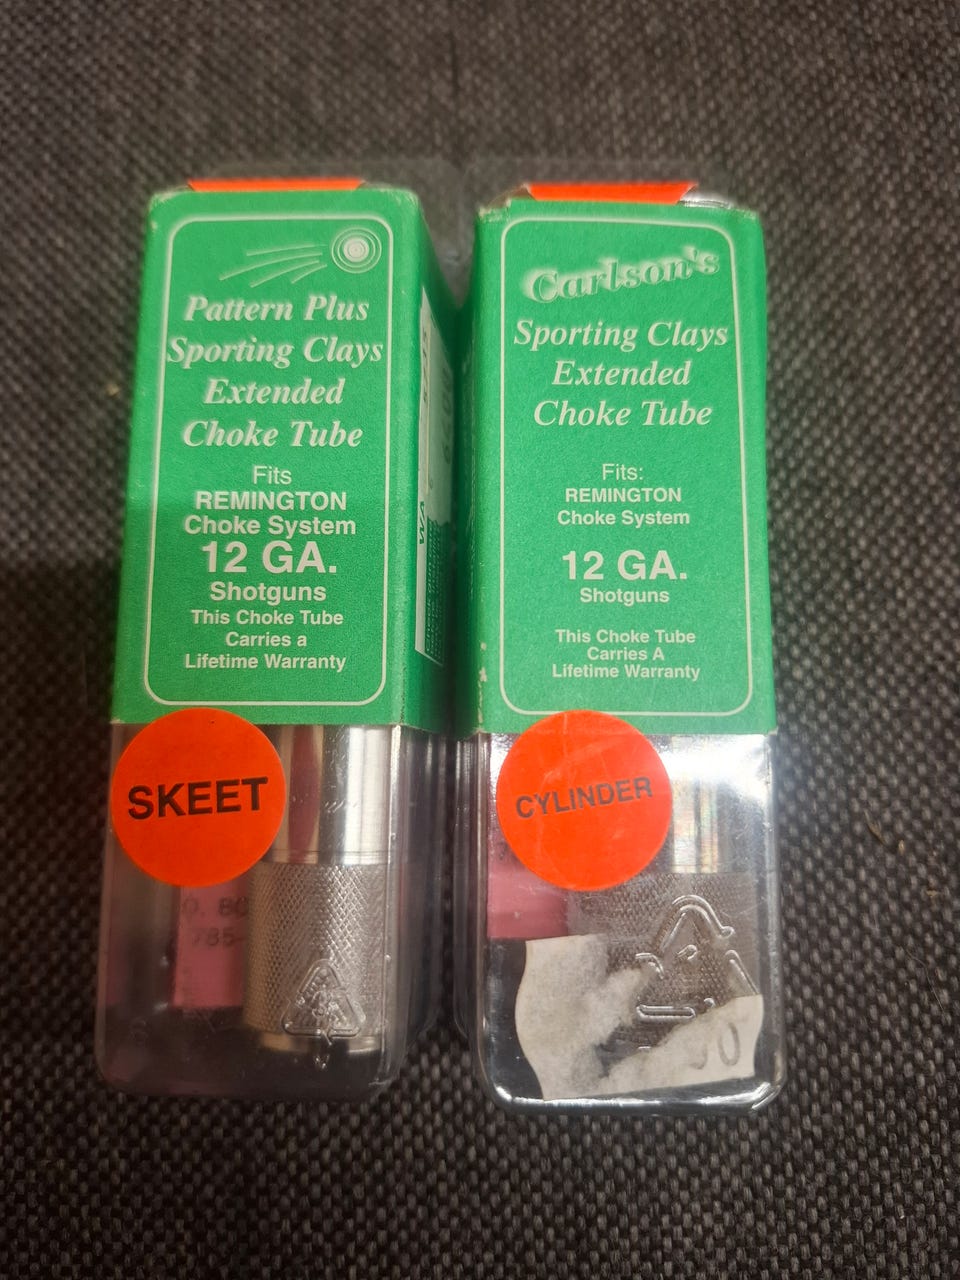 Pattern Plus
Sporting Clays
Extended
Choke Tube
Fits
REMINGTON
Choke System
12 GA.
Shotguns
This Choke Tube
Carries a
Lifetime Warranty
SKEET
Carlson's
Sporting Clays
Extended
Choke Tube
Fits:
REMINGTON
Choke System
12 GA.
Shotguns
This Choke Tube
Carries A
Lifetime Warranty
CYLINDER